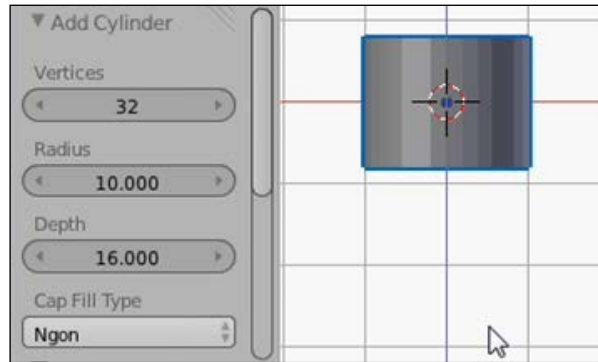 Add Cylinder
Vertices
32
Radius
10.000
Depth
16.000
Cap Fill Type
Ngon